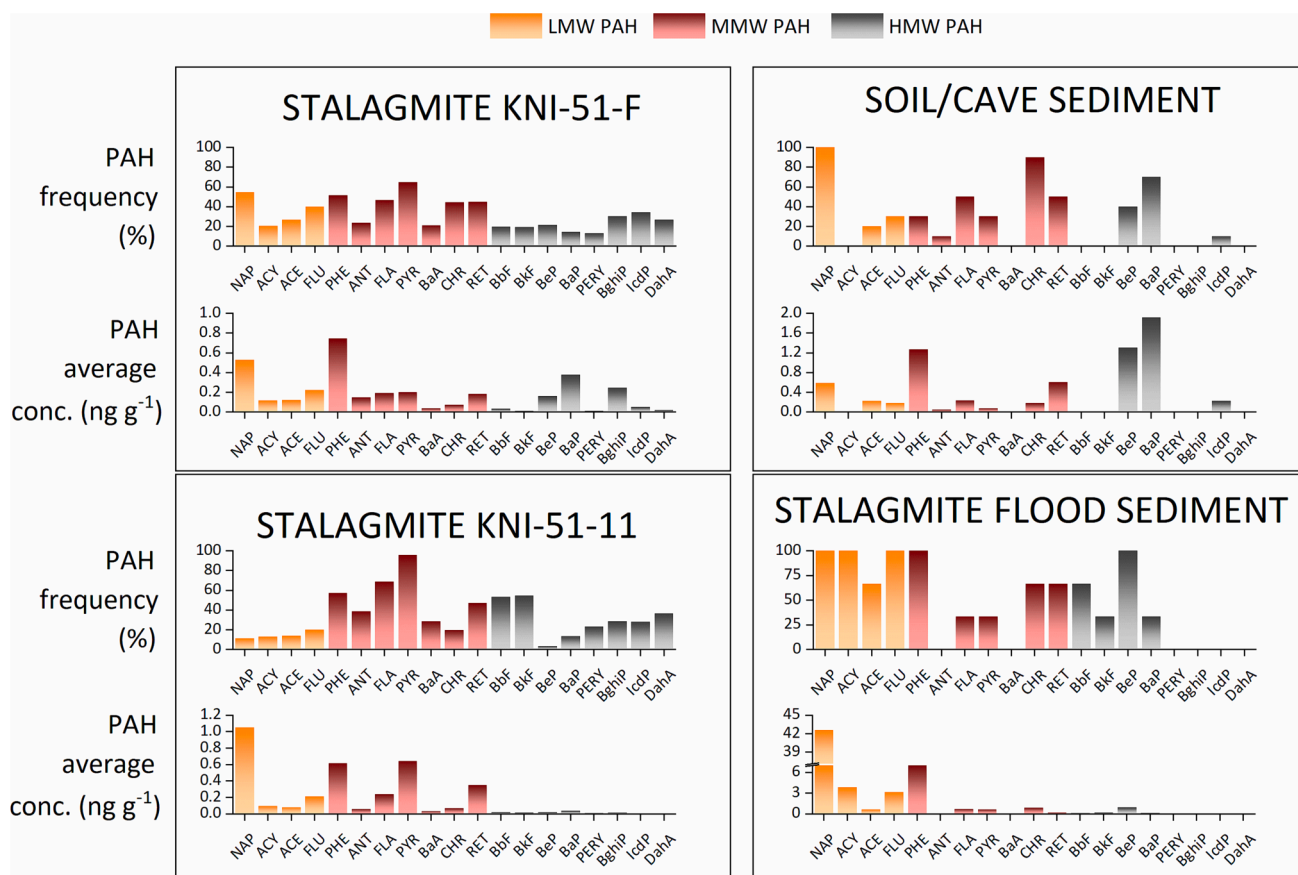 LMW PAH MMW PAH HMW PAH
STALAGMITE KNI-51-F
PAH
frequency
(%)
100
80
60
40
20
0
NAP ACY ACE FLU PHE ANT FLA PYR BaA CHR RET BbF BkF BeP BaP PERY BghiP IcdP DahA
PAH
average
conc. (ng g-1)
1.0
0.8
0.6
0.4
0.2
0.0
NAP ACY ACE FLU PHE ANT FLA PYR BaA CHR RET BbF BkF BeP BaP PERY BghiP IcdP DahA
SOIL/CAVE SEDIMENT
100
80
60
40
20
0
NAP ACY ACE FLU PHE ANT FLA PYR BaA CHR RET BbF BkF BeP BaP PERY BghiP IcdP DahA
2.0
1.6
1.2
0.8
0.4
0.0
NAP ACY ACE FLU PHE ANT FLA PYR BaA CHR RET BbF BkF BeP BaP PERY BghiP IcdP DahA
STALAGMITE KNI-51-11
PAH
frequency
(%)
100
80
60
40
20
0
NAP ACY ACE FLU PHE ANT FLA PYR BaA CHR RET BbF BkF BeP BaP PERY BghiP IcdP DahA
PAH
average
conc. (ng g-1)
1.2
1.0
0.8
0.6
0.4
0.2
0.0
NAP ACY ACE FLU PHE ANT FLA PYR BaA CHR RET BbF BkF BeP BaP PERY BghiP IcdP DahA
STALAGMITE FLOOD SEDIMENT
100
75
50
25
0
NAP ACY ACE FLU PHE ANT FLA PYR BaA CHR RET BbF BkF BeP BaP PERY BghiP IcdP DahA
45
42
39
6
3
0
NAP ACY ACE FLU PHE ANT FLA PYR BaA CHR RET BbF BkF BeP BaP PERY BghiP IcdP DahA